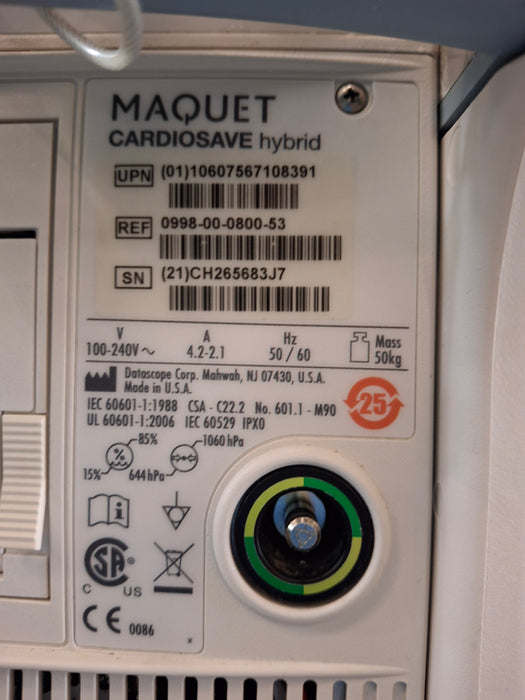 MAQUET
CARDIOSAVE hybrid
UPN (01)10607567108391
REF 0998-00-0800-53
SN (21)CH265683J7
V A Hz Mass
100-240V~ 4.2-2.1 50 / 60 50kg
Datascope Corp. Mahwah, NJ 07430, U.S.A.
Made in U.S.A.
IEC 60601-1:1988 CSA - C22.2 No. 601.1 - M90
UL 60601-1:2006 IEC 60529 IPX0
25
% 85% 1060 hPa
15% 644 hPa
i
SA®
C US
CE 0086